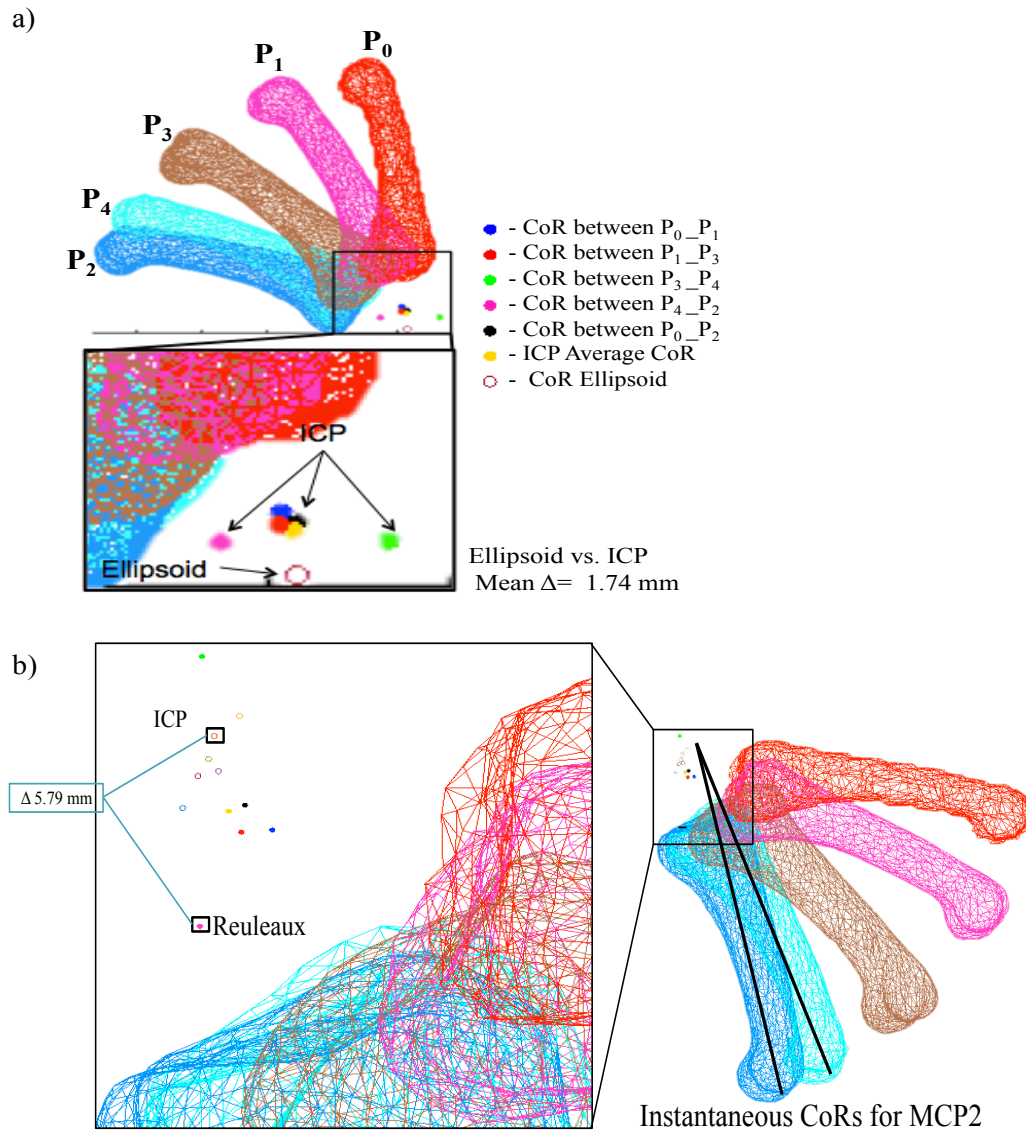 a)
P₀
P₁
P₃
P₄
P₂
- CoR between P₀_P₁
- CoR between P₁_P₃
- CoR between P₃_P₄
- CoR between P₄_P₂
- CoR between P₀_P₂
- ICP Average CoR
- CoR Ellipsoid
ICP
Ellipsoid
Ellipsoid vs. ICP
Mean Δ= 1.74 mm
b)
ICP
Δ 5.79 mm
Reuleaux
Instantaneous CoRs for MCP2